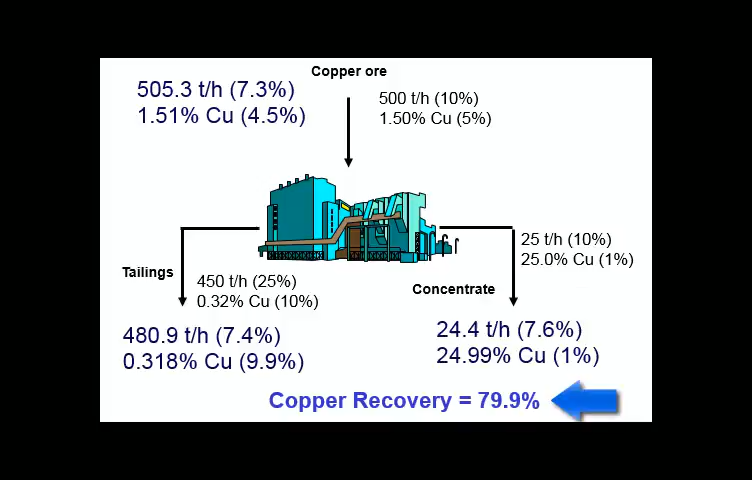 Copper ore
505.3 t/h (7.3%)
1.51% Cu (4.5%)
500 t/h (10%)
1.50% Cu (5%)
Tailings
450 t/h (25%)
0.32% Cu (10%)
480.9 t/h (7.4%)
0.318% Cu (9.9%)
25 t/h (10%)
25.0% Cu (1%)
Concentrate
24.4 t/h (7.6%)
24.99% Cu (1%)
Copper Recovery = 79.9%